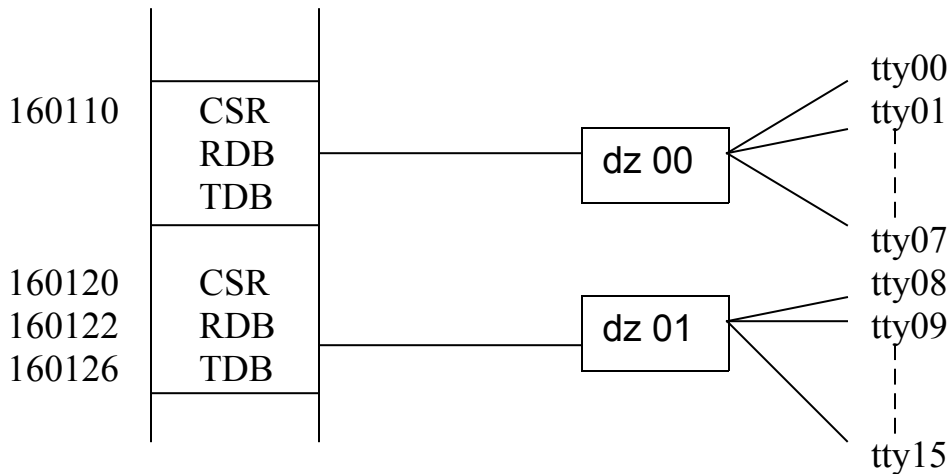 tty00
160110 CSR tty01
RDB dz 00
TDB
tty07
160120 CSR tty08
160122 RDB dz 01 tty09
160126 TDB
tty15